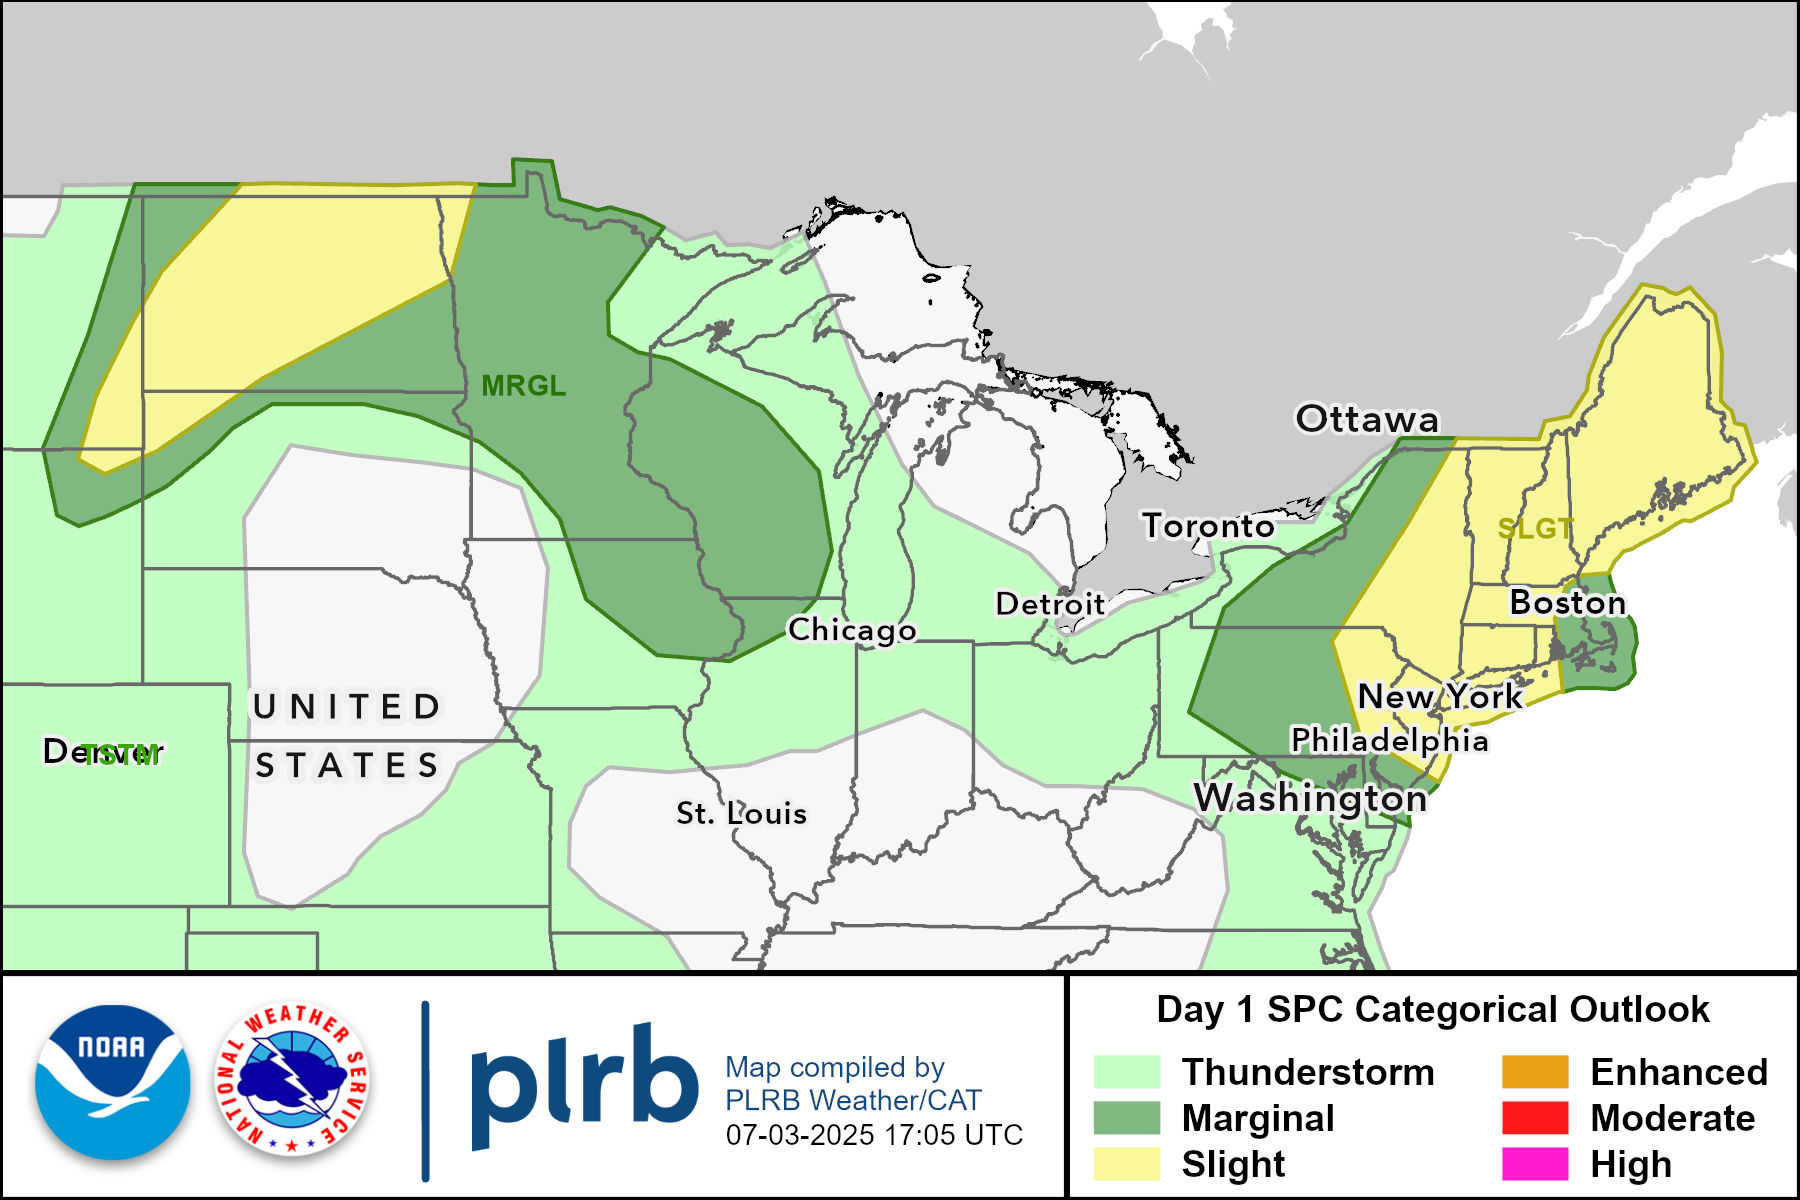 MRGL
Ottawa
Toronto
SLGT
Detroit
Boston
Chicago
UNITED
STATES
New York
Philadelphia
Denver
TSTM
Washington
St. Louis
NOAA
NATIONAL WEATHER SERVICE
plrb
Map compiled by
PLRB Weather/CAT
07-03-2025 17:05 UTC
Day 1 SPC Categorical Outlook
Thunderstorm
Marginal
Slight
Enhanced
Moderate
High